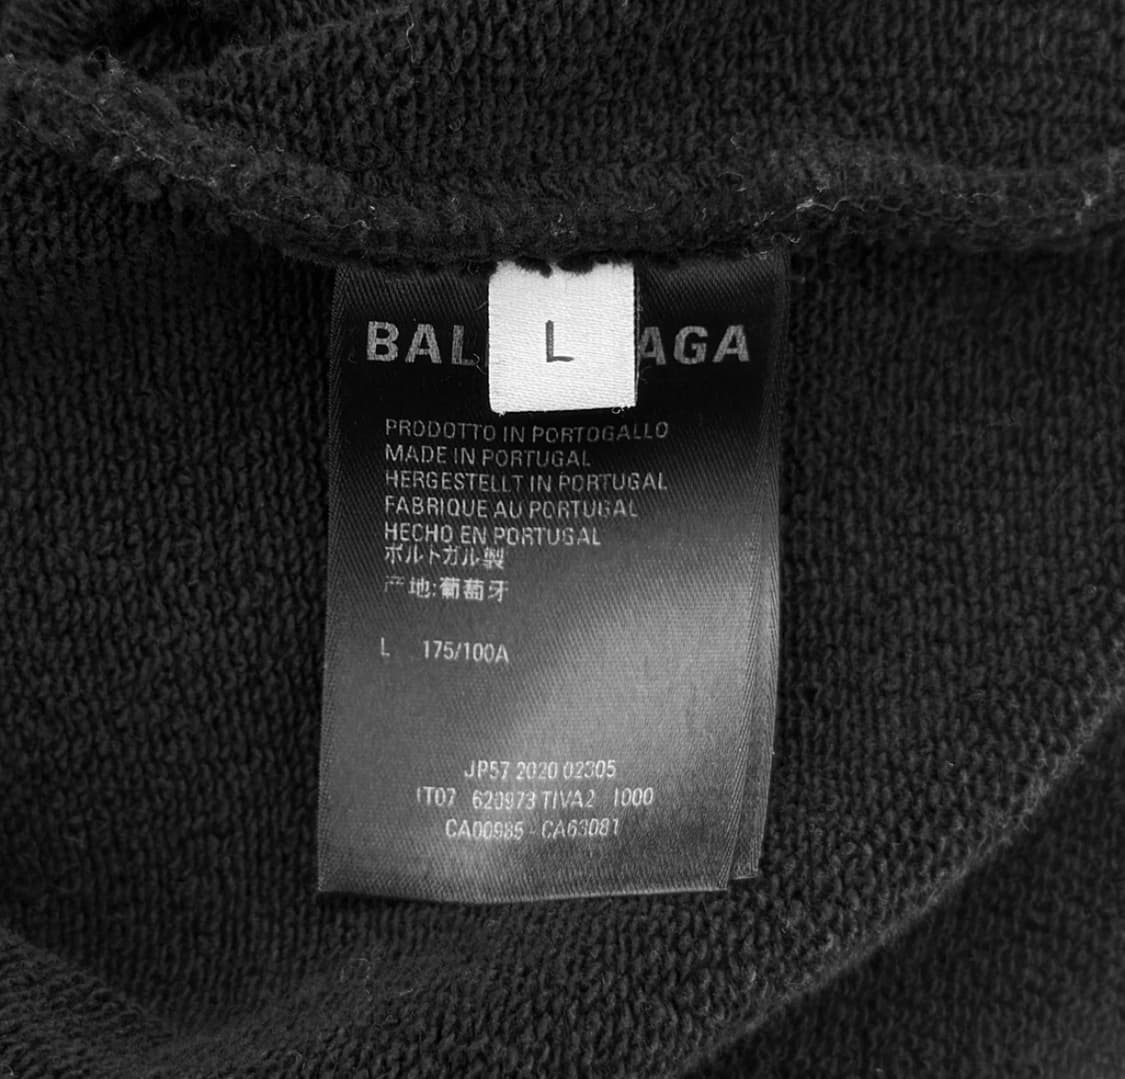 BAL L AGA
PRODOTTO IN PORTOGALLO
MADE IN PORTUGAL
HERGESTELLT IN PORTUGAL
FABRIQUE AU PORTUGAL
HECHO EN PORTUGAL
ポルトガル製
产地:葡萄牙
L 175/100A
JP57 2020 02305
IT07 620973 TIVA2 1000
CA00985 - CA63081